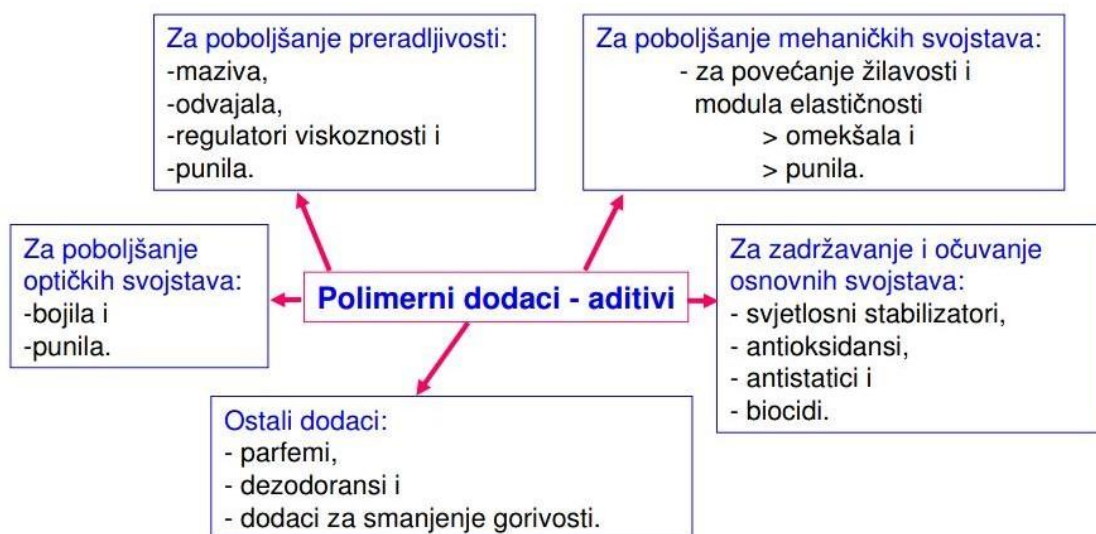 Za poboljšanje preradljivosti:
-maziva,
-odvajala,
-regulatori viskoznosti i
-punila.
Za poboljšanje mehaničkih svojstava:
- za povećanje žilavosti i
modula elastičnosti
> omekšala i
> punila.
Za poboljšanje
optičkih svojstava:
-bojila i
-punila.
Polimerni dodaci - aditivi
Za zadržavanje i očuvanje
osnovnih svojstava:
- svjetlosni stabilizatori,
- antioksidansi,
- antistatici i
- biocidi.
Ostali dodaci:
- parfemi,
- dezodoransi i
- dodaci za smanjenje gorivosti.